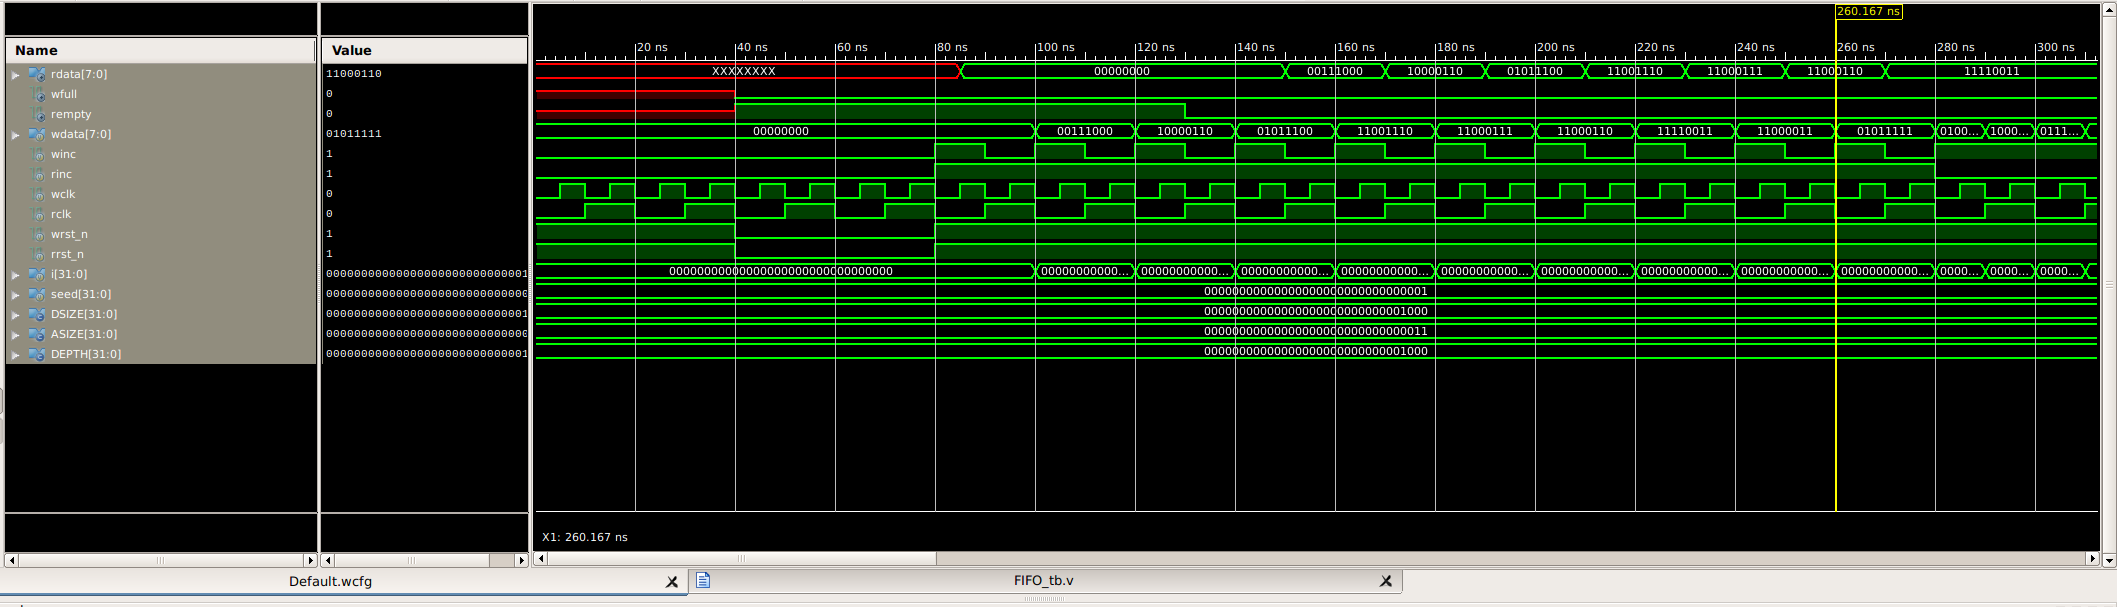 260.167 ns
Name Value
20 ns 40 ns 60 ns 80 ns 100 ns 120 ns 140 ns 160 ns 180 ns 200 ns 220 ns 240 ns 260 ns 280 ns 300 ns
rdata[7:0] 11000110 XXXXXXXX 00000000 00111000 10000110 01011100 11001110 11000111 11000110 11110011
wfull 0
rempty 0
wdata[7:0] 01011111 00000000 00111000 10000110 01011100 11001110 11000111 11000110 11110011 11000011 01011111 0100... 1000... 0111...
winc 1
rinc 1
wclk 0
rclk 0
wrst_n 1
rrst_n 1
i[31:0] 0000000000000000000000000000001 00000000000000000000000000000000 00000000000... 00000000000... 00000000000... 00000000000... 00000000000... 00000000000... 00000000000... 00000000000... 00000000000... 0000... 0000... 0000...
seed[31:0] 0000000000000000000000000000000 00000000000000000000000000000001
DSIZE[31:0] 0000000000000000000000000000001 00000000000000000000000000001000
ASIZE[31:0] 0000000000000000000000000000000 00000000000000000000000000000011
DEPTH[31:0] 0000000000000000000000000000001 00000000000000000000000000001000
X1: 260.167 ns
Default.wcfg FIFO_tb.v